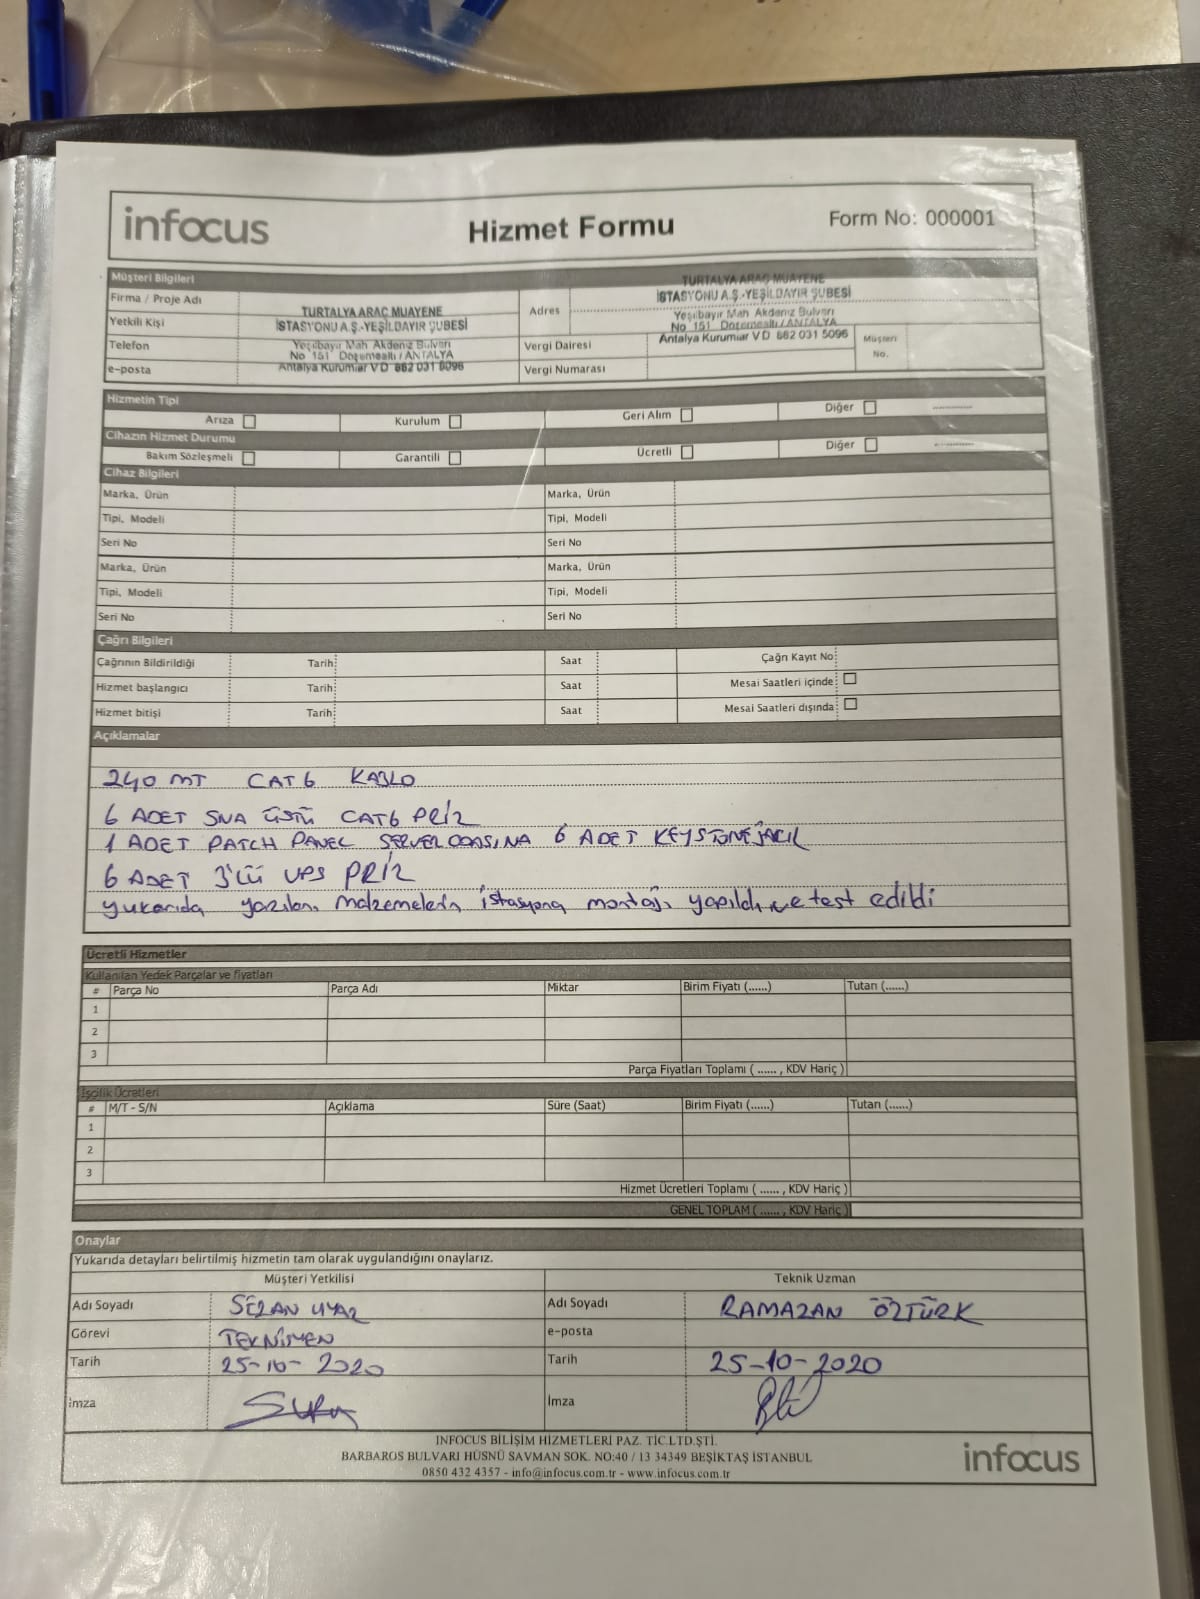 infocus
Hizmet Formu
Form No: 000001
Müşteri Bilgileri
Firma / Proje Adı
Yetkili Kişi
Telefon
e-posta
TURTALYA ARAÇ MUAYENE
İSTASYONU A.Ş.-YEŞİLBAYIR ŞUBESİ
Yeşilbayır Mah Akdeniz Bulvarı
No 151 Döşemealtı / ANTALYA
Antalya Kurumlar V D 662 031 5096
Adres
TURTALYA ARAÇ MUAYENE
İSTASYONU A.Ş.-YEŞİLBAYIR ŞUBESİ
Yeşilbayır Mah Akdeniz Bulvarı
No 151 Döşemealtı / ANTALYA
Antalya Kurumlar V D 662 031 5096
Vergi Dairesi
Vergi Numarası
Müşteri
No.
Hizmetin Tipi
Arıza Kurulum Geri Alım Diğer
Cihazın Hizmet Durumu
Bakım Sözleşmeli Garantili Ücretli Diğer
Cihaz Bilgileri
Marka, Ürün Marka, Ürün
Tipi, Modeli Tipi, Modeli
Seri No Seri No
Marka, Ürün Marka, Ürün
Tipi, Modeli Tipi, Modeli
Seri No Seri No
Çağrı Bilgileri
Çağrının Bildirildiği Tarih: Saat Çağrı Kayıt No:
Hizmet başlangıcı Tarih: Saat Mesai Saatleri içinde:
Hizmet bitişi Tarih: Saat Mesai Saatleri dışında:
Açıklamalar
240 MT CAT6 KABLO
6 ADET SIVA ÜSTÜ CAT6 PRİZ
1 ADET PATCH PANEL SERVER ODASINA 6 ADET KEYSTONE JACK
6 ADET 3'LÜ UPS PRİZ
yukarıda yazılan malzemelerin istasyona montajı yapıldı ve test edildi
Ücretli Hizmetler
Kullanılan Yedek Parçalar ve fiyatları
# Parça No Parça Adı Miktar Birim Fiyatı (......) Tutarı (......)
1
2
3
Parça Fiyatları Toplamı ( ...... , KDV Hariç )
İşçilik Ücretleri
# M/T - S/N Açıklama Süre (Saat) Birim Fiyatı (......) Tutarı (......)
1
2
3
Hizmet Ücretleri Toplamı ( ...... , KDV Hariç )
GENEL TOPLAM ( ...... , KDV Hariç )
Onaylar
Yukarıda detayları belirtilmiş hizmetin tam olarak uygulandığını onaylarız.
Müşteri Yetkilisi Teknik Uzman
Adı Soyadı SERAN UYAR Adı Soyadı RAMAZAN ÖZTÜRK
Görevi TEKNİSYEN e-posta
Tarih 25-10-2020 Tarih 25-10-2020
İmza İmza
INFOCUS BİLİŞİM HİZMETLERİ PAZ. TİC.LTD.ŞTİ.
BARBAROS BULVARI HÜSNÜ SAVMAN SOK. NO:40 / 13 34349 BEŞİKTAŞ İSTANBUL
0850 432 4357 - info@infocus.com.tr - www.infocus.com.tr
infocus